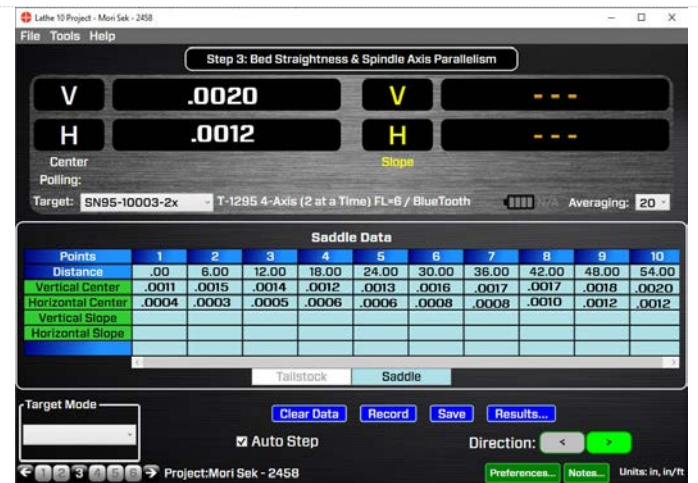 Lathe 10 Project - Mori Sek - 2458
File Tools Help
Step 3: Bed Straightness & Spindle Axis Parallelism
V .0020 V ---
H .0012 H ---
Center Slope
Polling:
Target: SN95-10003-2x T-1295 4-Axis (2 at a Time) FL=6 / BlueTooth N/A Averaging: 20
Saddle Data
Points 1 2 3 4 5 6 7 8 9 10
Distance .00 6.00 12.00 18.00 24.00 30.00 36.00 42.00 48.00 54.00
Vertical Center .0011 .0015 .0014 .0012 .0013 .0016 .0017 .0017 .0018 .0020
Horizontal Center .0004 .0003 .0005 .0006 .0006 .0008 .0008 .0010 .0012 .0012
Vertical Slope
Horizontal Slope
Tailstock Saddle
Target Mode
Clear Data Record Save Results...
Auto Step Direction: < >
1 2 3 4 5 6 Project:Mori Sek - 2458 Preferences... Notes... Units: in, in/ft